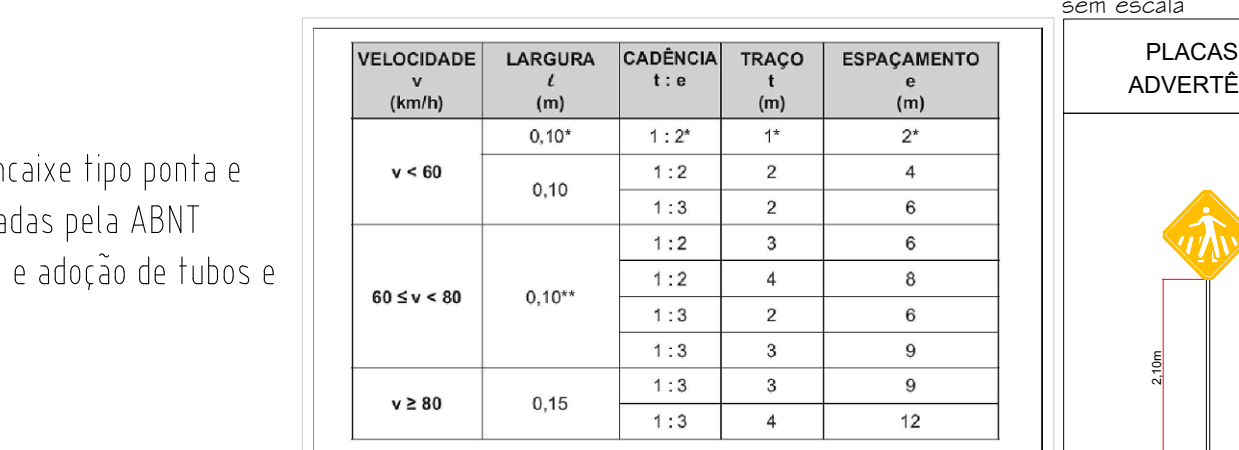 sem escala
ncaixe tipo ponta e
adas pela ABNT
e adoção de tubos e
VELOCIDADE v (km/h) LARGURA ℓ (m) CADÊNCIA t : e TRAÇO t (m) ESPAÇAMENTO e (m)
v < 60 0,10* 1 : 2* 1* 2*
0,10 1 : 2 2 4
1 : 3 2 6
60 ≤ v < 80 0,10** 1 : 2 3 6
1 : 2 4 8
1 : 3 2 6
1 : 3 3 9
v ≥ 80 0,15 1 : 3 3 9
1 : 3 4 12
PLACAS
ADVERTÊ
2,10m